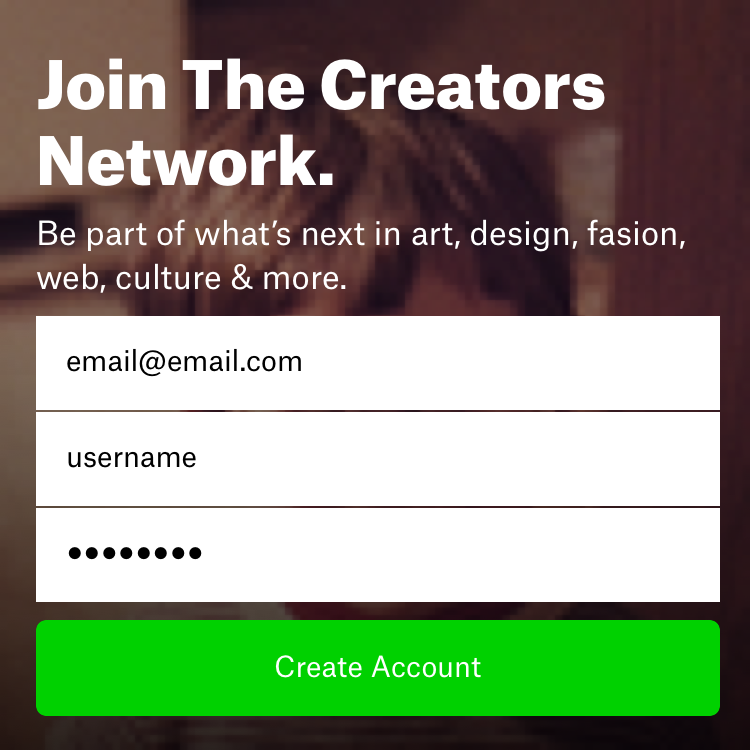 Join The Creators
Network.
Be part of what’s next in art, design, fasion,
web, culture & more.
email@email.com
username
••••••••
Create Account